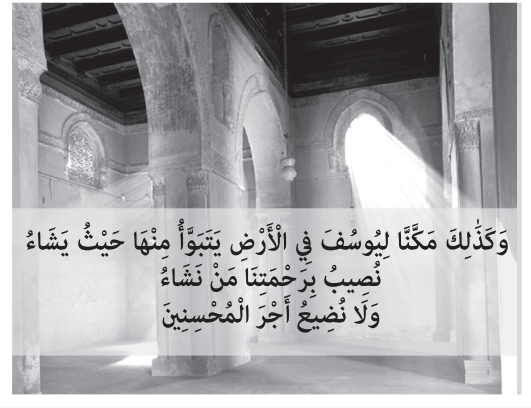 وَكَذَٰلِكَ مَكَّنَّا لِيُوسُفَ فِي الْأَرْضِ يَتَبَوَّأُ مِنْهَا حَيْثُ يَشَاءُ
نُصِيبُ بِرَحْمَتِنَا مَنْ نَشَاءُ
وَلَا نُضِيعُ أَجْرَ الْمُحْسِنِينَ